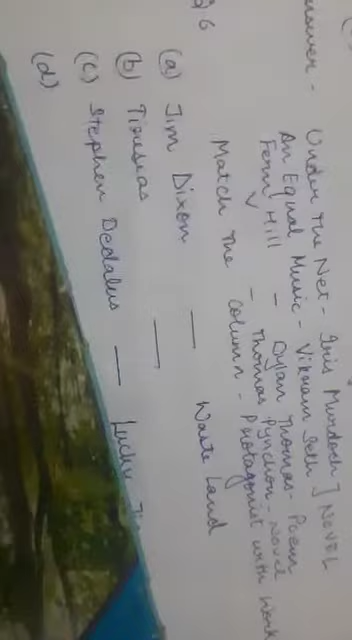 Under The Net - Iris Murdoch ] NOVEL
An Equal Music - Vikram Seth
Fern Hill - Dylan Thomas - Poem
V - Thomas Pynchon - Novel
6 Match The Column - Protagonist with Work
(a) Jim Dixon — Waste Land
(b) Tiresias —
(c) Stephen Dedalus — Lucky
(d)